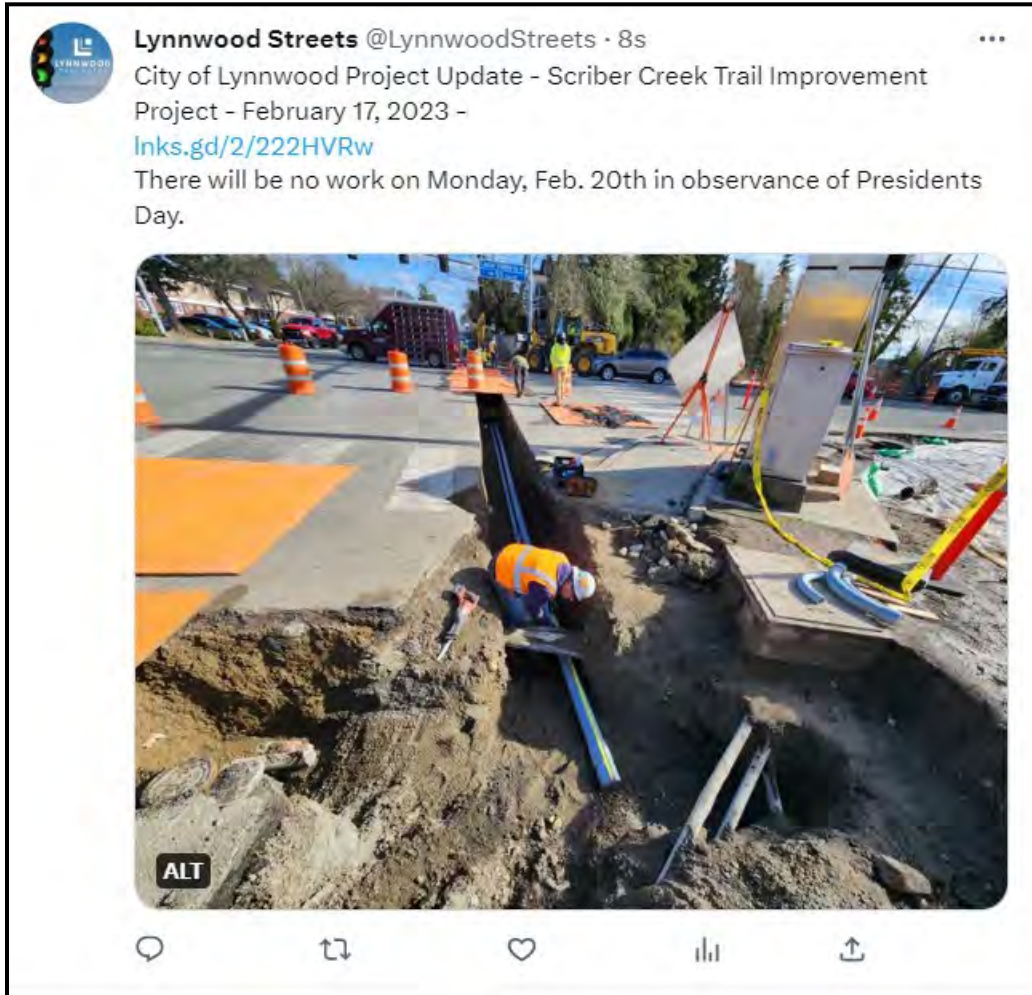 Lynnwood Streets @LynnwoodStreets · 8s
City of Lynnwood Project Update - Scriber Creek Trail Improvement
Project - February 17, 2023 -
lnks.gd/2/222HVRw
There will be no work on Monday, Feb. 20th in observance of Presidents
Day.
LYNNWOOD
ALT